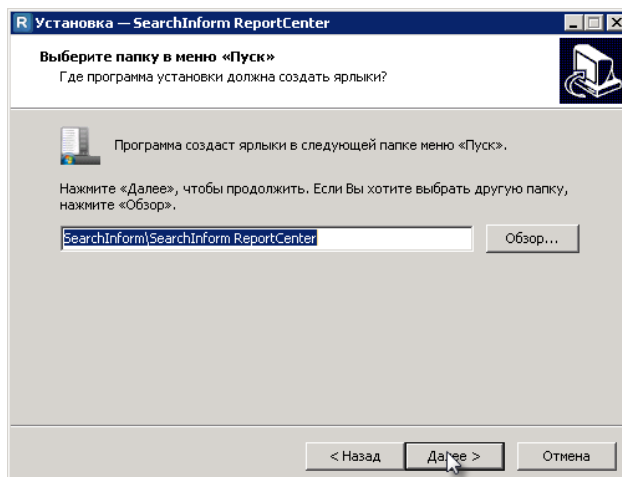 R Установка — SearchInform ReportCenter
Выберите папку в меню «Пуск»
Где программа установки должна создать ярлыки?
Программа создаст ярлыки в следующей папке меню «Пуск».
Нажмите «Далее», чтобы продолжить. Если Вы хотите выбрать другую папку,
нажмите «Обзор».
SearchInform\SearchInform ReportCenter
Обзор...
< Назад
Далее >
Отмена